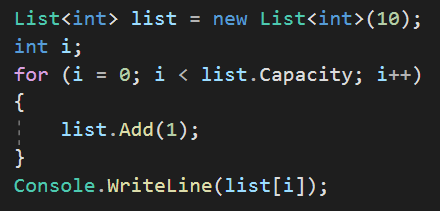 List<int> list = new List<int>(10);
int i;
for (i = 0; i < list.Capacity; i++)
{
    list.Add(1);
}
Console.WriteLine(list[i]);